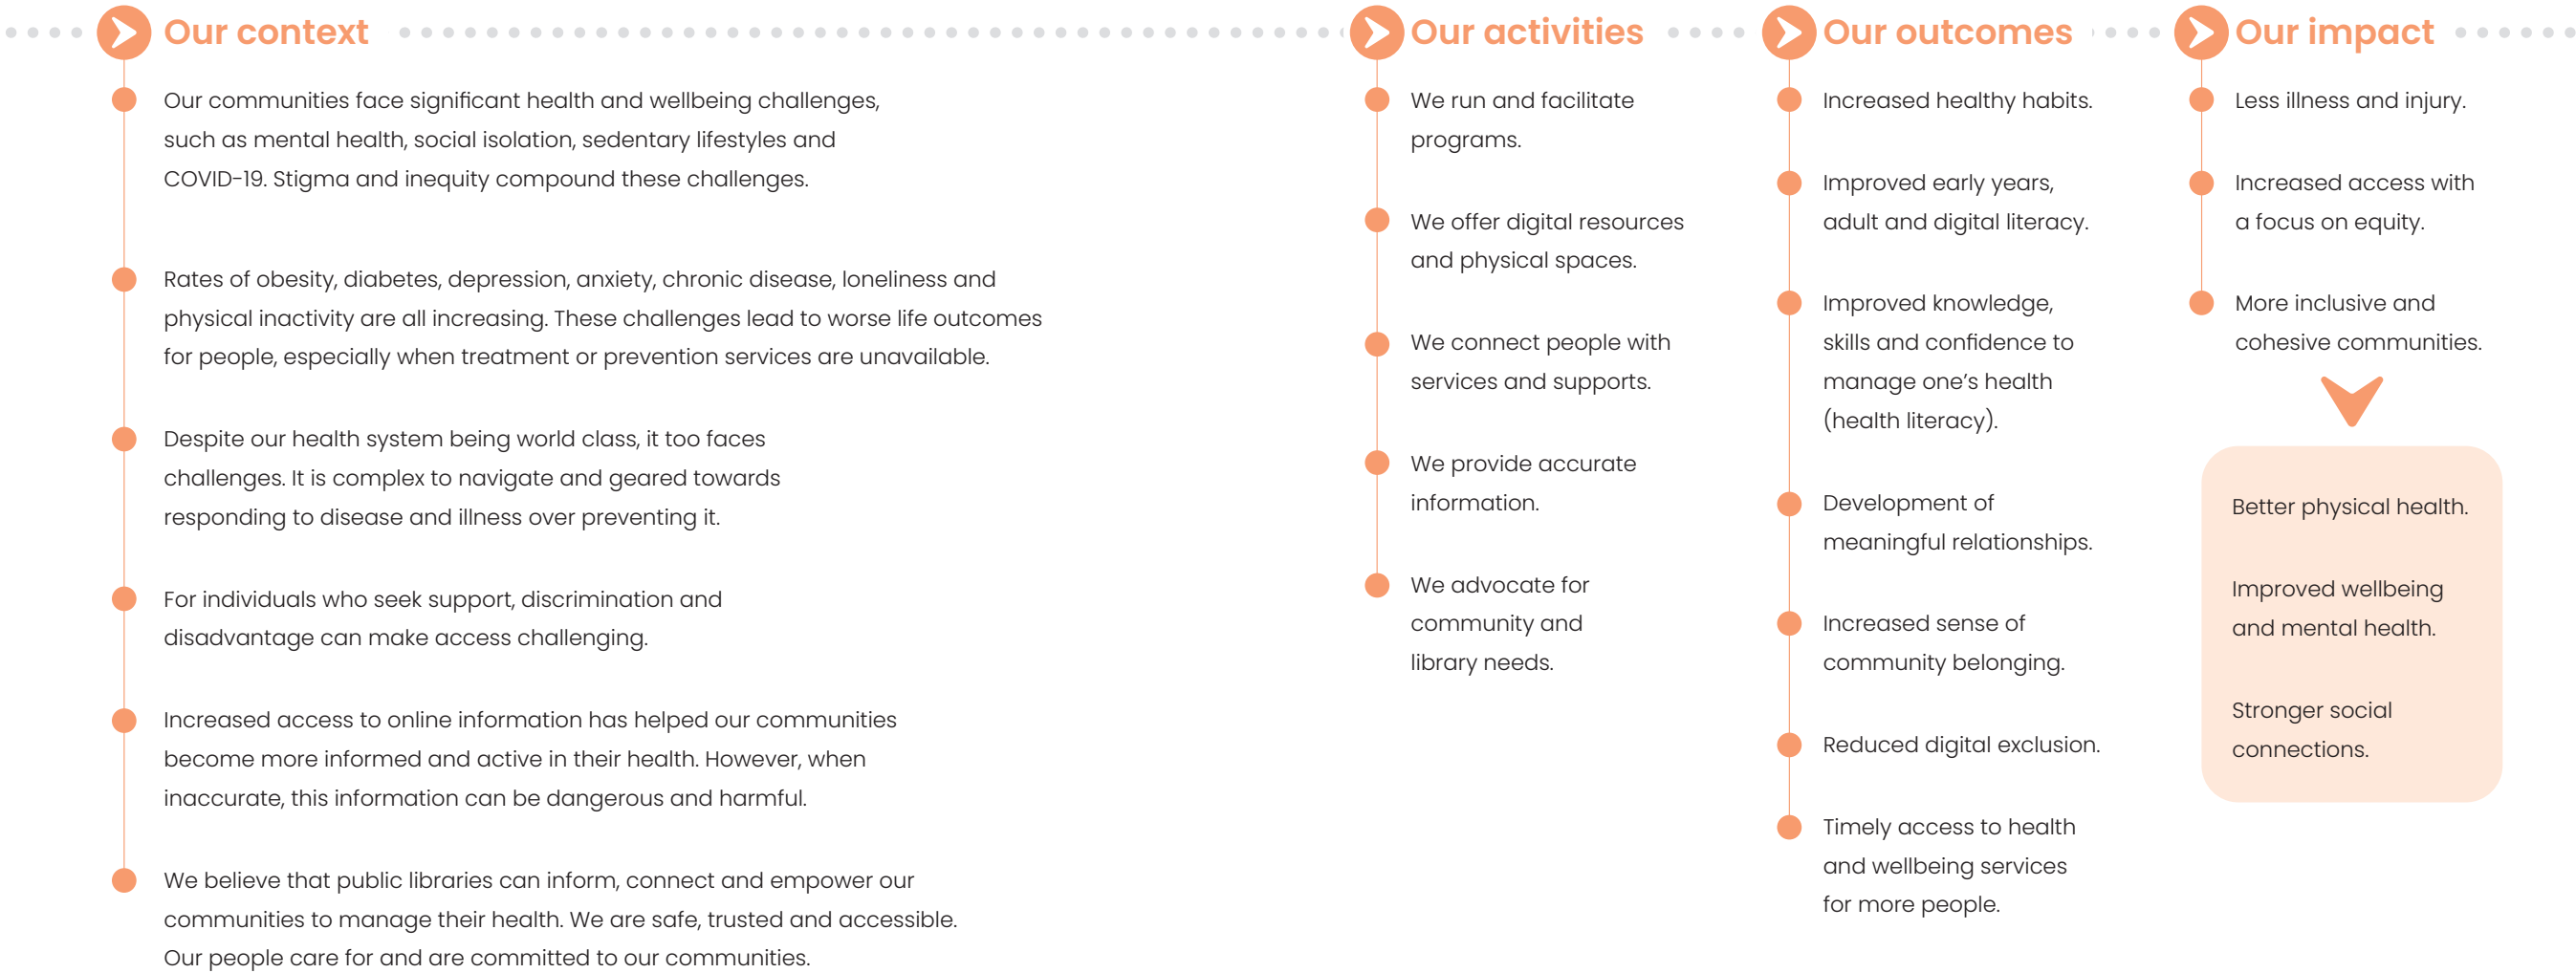 Our context
Our communities face significant health and wellbeing challenges,
such as mental health, social isolation, sedentary lifestyles and
COVID-19. Stigma and inequity compound these challenges.
Rates of obesity, diabetes, depression, anxiety, chronic disease, loneliness and
physical inactivity are all increasing. These challenges lead to worse life outcomes
for people, especially when treatment or prevention services are unavailable.
Despite our health system being world class, it too faces
challenges. It is complex to navigate and geared towards
responding to disease and illness over preventing it.
For individuals who seek support, discrimination and
disadvantage can make access challenging.
Increased access to online information has helped our communities
become more informed and active in their health. However, when
inaccurate, this information can be dangerous and harmful.
We believe that public libraries can inform, connect and empower our
communities to manage their health. We are safe, trusted and accessible.
Our people care for and are committed to our communities.
Our activities
We run and facilitate
programs.
We offer digital resources
and physical spaces.
We connect people with
services and supports.
We provide accurate
information.
We advocate for
community and
library needs.
Our outcomes
Increased healthy habits.
Improved early years,
adult and digital literacy.
Improved knowledge,
skills and confidence to
manage one’s health
(health literacy).
Development of
meaningful relationships.
Increased sense of
community belonging.
Reduced digital exclusion.
Timely access to health
and wellbeing services
for more people.
Our impact
Less illness and injury.
Increased access with
a focus on equity.
More inclusive and
cohesive communities.
Better physical health.
Improved wellbeing
and mental health.
Stronger social
connections.